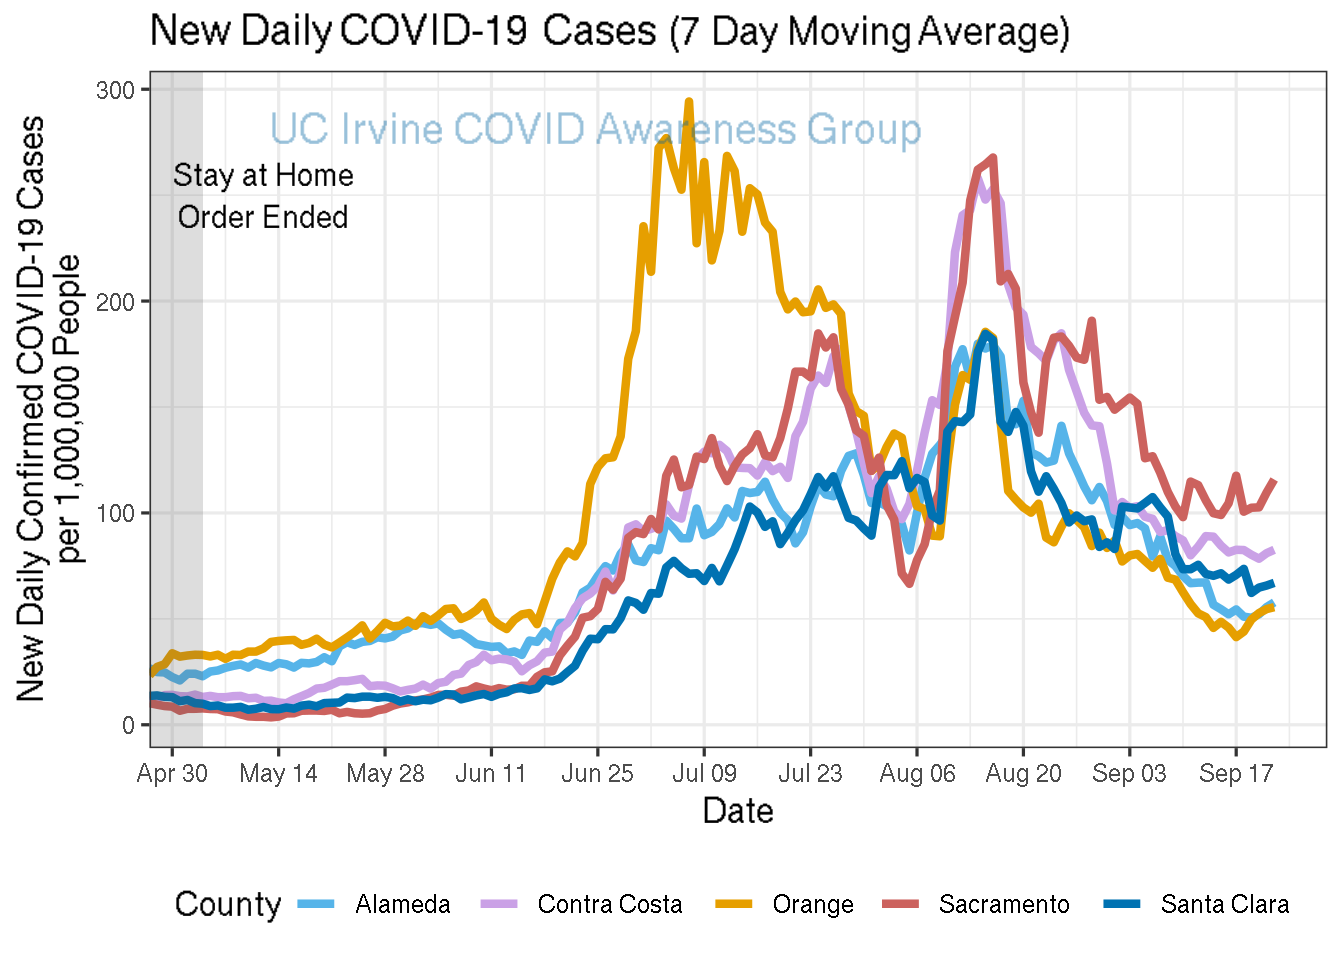 New Daily COVID-19 Cases (7 Day Moving Average)
UC Irvine COVID Awareness Group
Stay at Home
Order Ended
New Daily Confirmed COVID-19 Cases
per 1,000,000 People
300
200
100
0
Apr 30 May 14 May 28 Jun 11 Jun 25 Jul 09 Jul 23 Aug 06 Aug 20 Sep 03 Sep 17
Date
County Alameda Contra Costa Orange Sacramento Santa Clara